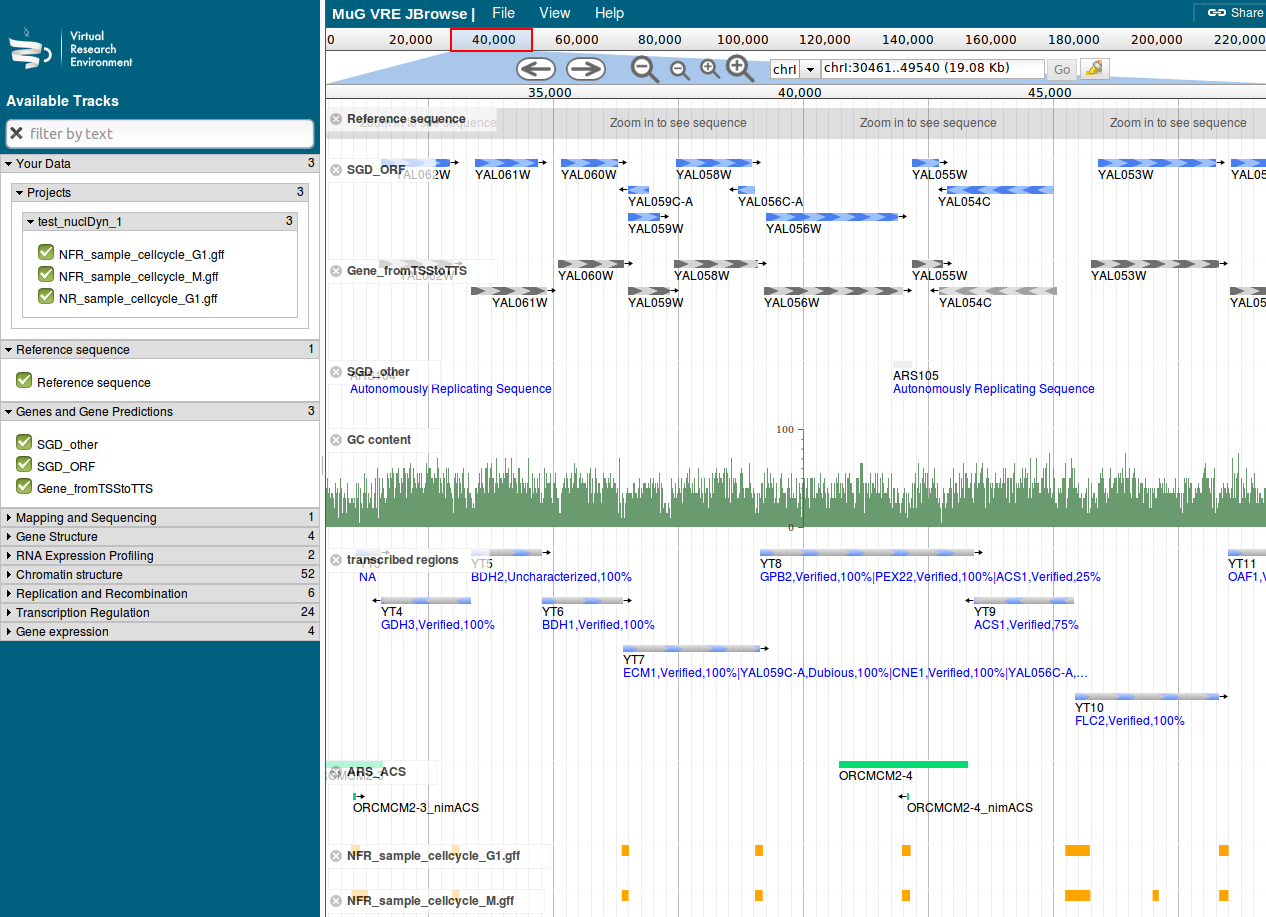 MuG VRE JBrowse | File View Help Share
Virtual
Research
Environment
Available Tracks
filter by text
Your Data 3
Projects 3
test_nuclDyn_1 3
NFR_sample_cellcycle_G1.gff
NFR_sample_cellcycle_M.gff
NR_sample_cellcycle_G1.gff
Reference sequence 1
Reference sequence
Genes and Gene Predictions 3
SGD_other
SGD_ORF
Gene_fromTSStoTTS
Mapping and Sequencing 1
Gene Structure 4
RNA Expression Profiling 2
Chromatin structure 52
Replication and Recombination 6
Transcription Regulation 24
Gene expression 4
0 20,000 40,000 60,000 80,000 100,000 120,000 140,000 160,000 180,000 200,000 220,000
chrI chrI:30461..49540 (19.08 Kb) Go
35,000 40,000 45,000
Reference sequence
Zoom in to see sequence Zoom in to see sequence Zoom in to see sequence Zoom in to see sequence
SGD_ORF
YAL062W YAL061W YAL060W YAL058W YAL055W YAL053W YAL05
YAL059C-A YAL056C-A YAL054C
YAL059W YAL056W
Gene_fromTSStoTTS
YAL062W YAL060W YAL058W YAL055W YAL053W
YAL061W YAL059W YAL056W YAL054C YAL05
SGD_other
ARS104 ARS105
Autonomously Replicating Sequence Autonomously Replicating Sequence
GC content
100
0
transcribed regions
YT5 YT8 YT11
NA BDH2,Uncharacterized,100% GPB2,Verified,100%|PEX22,Verified,100%|ACS1,Verified,25% OAF1,V
YT4 YT6 YT9
GDH3,Verified,100% BDH1,Verified,100% ACS1,Verified,75%
YT7
ECM1,Verified,100%|YAL059C-A,Dubious,100%|CNE1,Verified,100%|YAL056C-A,...
YT10
FLC2,Verified,100%
ARS_ACS
ORCMCM2-4
ORCMCM2-3_nimACS ORCMCM2-4_nimACS
NFR_sample_cellcycle_G1.gff
NFR_sample_cellcycle_M.gff